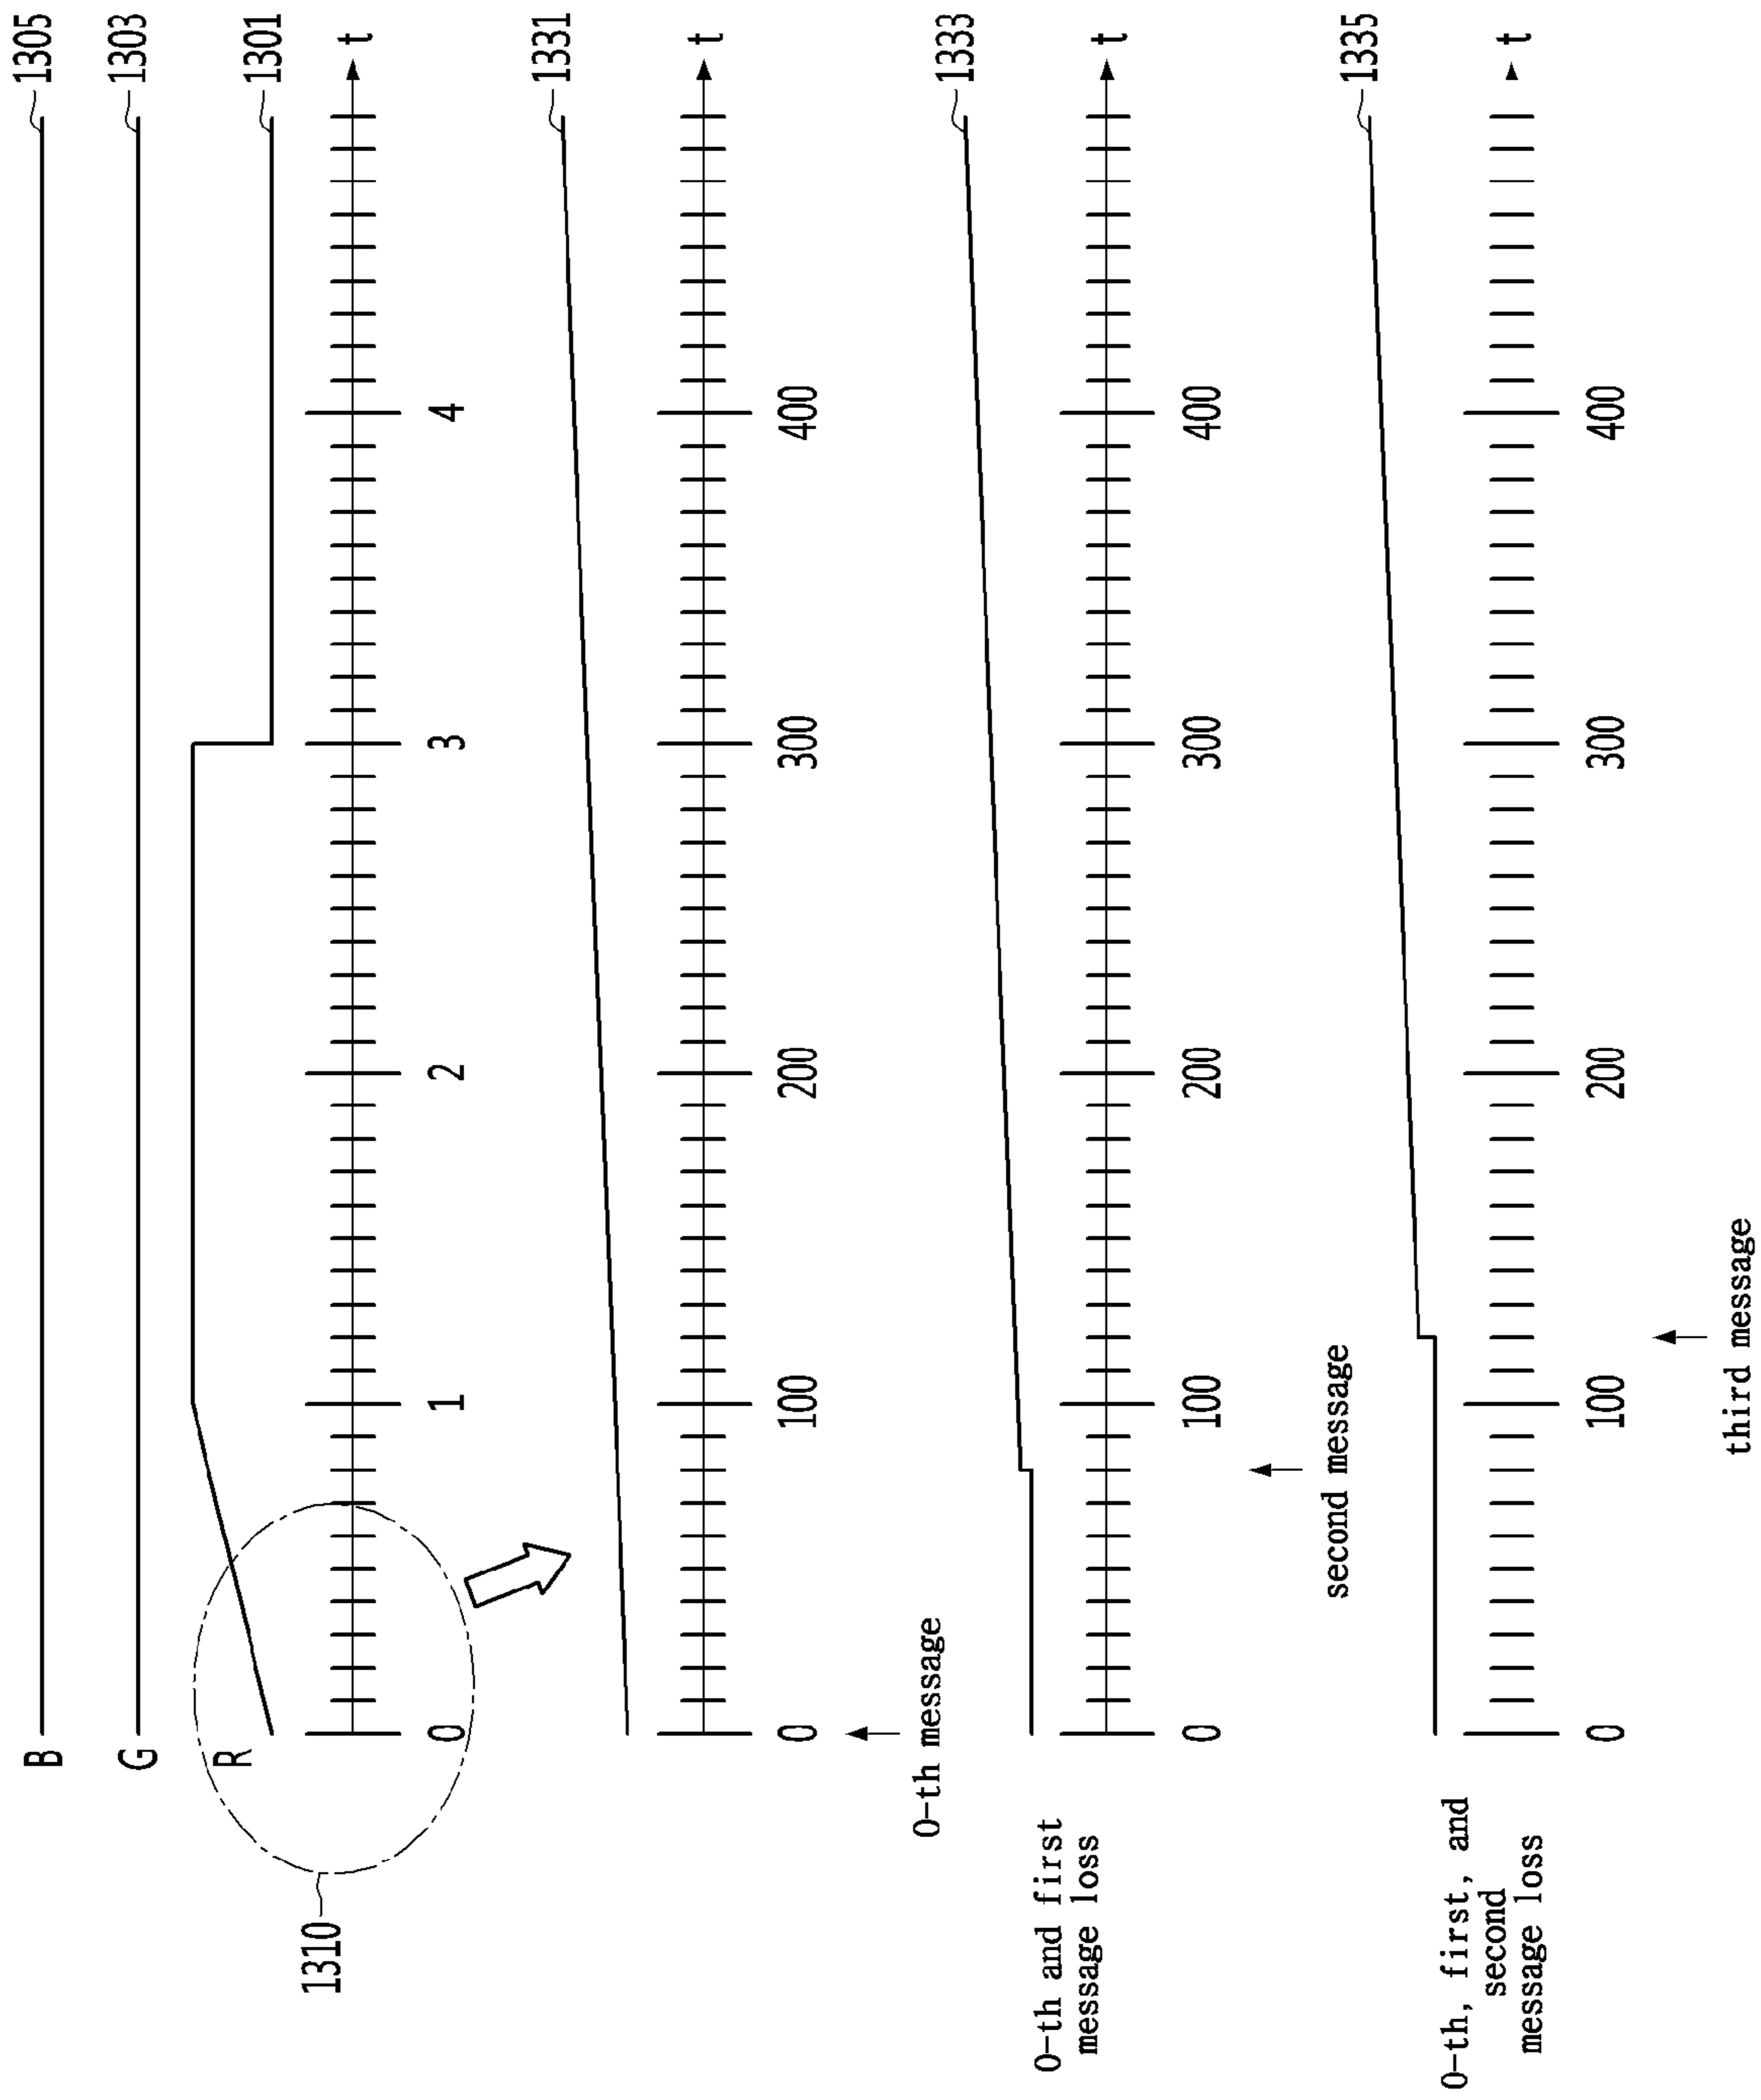 B
1305
G
1303
R
1301
t
0
1
2
3
4
1310
1331
t
0
100
200
300
400
0-th message
1333
0-th and first
message loss
t
0
100
200
300
400
second message
1335
0-th, first, and
second
message loss
t
0
100
200
300
400
third message